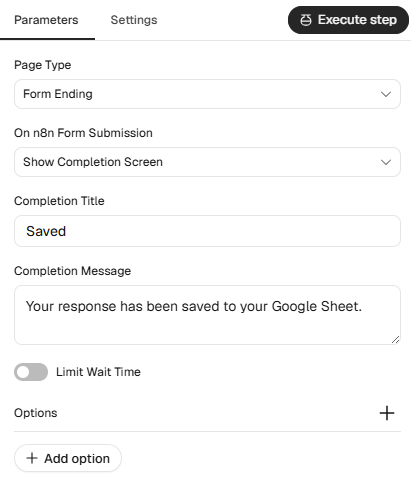 Parameters Settings Execute step
Page Type
Form Ending
On n8n Form Submission
Show Completion Screen
Completion Title
Saved
Completion Message
Your response has been saved to your Google Sheet.
Limit Wait Time
Options
Add option